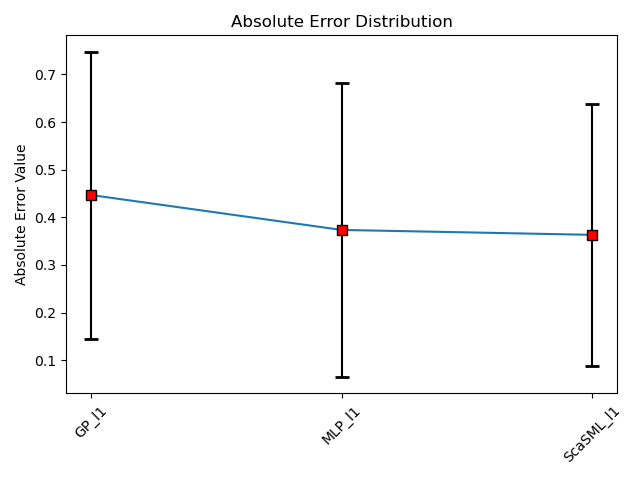 Absolute Error Distribution
Absolute Error Value
0.7
0.6
0.5
0.4
0.3
0.2
0.1
GP_l1
MLP_l1
ScaSML_l1